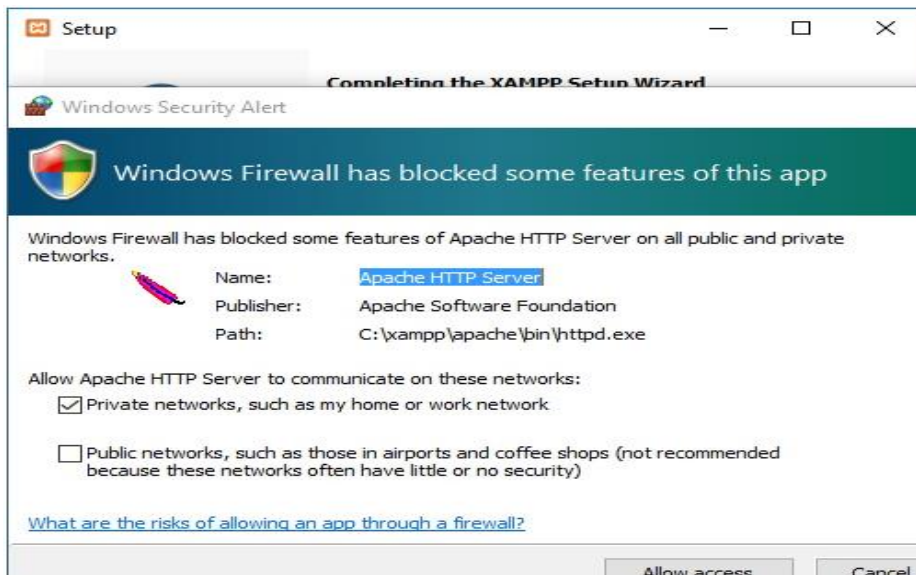 Setup
Completing the XAMPP Setup Wizard
Windows Security Alert
Windows Firewall has blocked some features of this app
Windows Firewall has blocked some features of Apache HTTP Server on all public and private
networks.
Name: Apache HTTP Server
Publisher: Apache Software Foundation
Path: C:\xampp\apache\bin\httpd.exe
Allow Apache HTTP Server to communicate on these networks:
Private networks, such as my home or work network
Public networks, such as those in airports and coffee shops (not recommended
because these networks often have little or no security)
What are the risks of allowing an app through a firewall?
Allow access Cancel